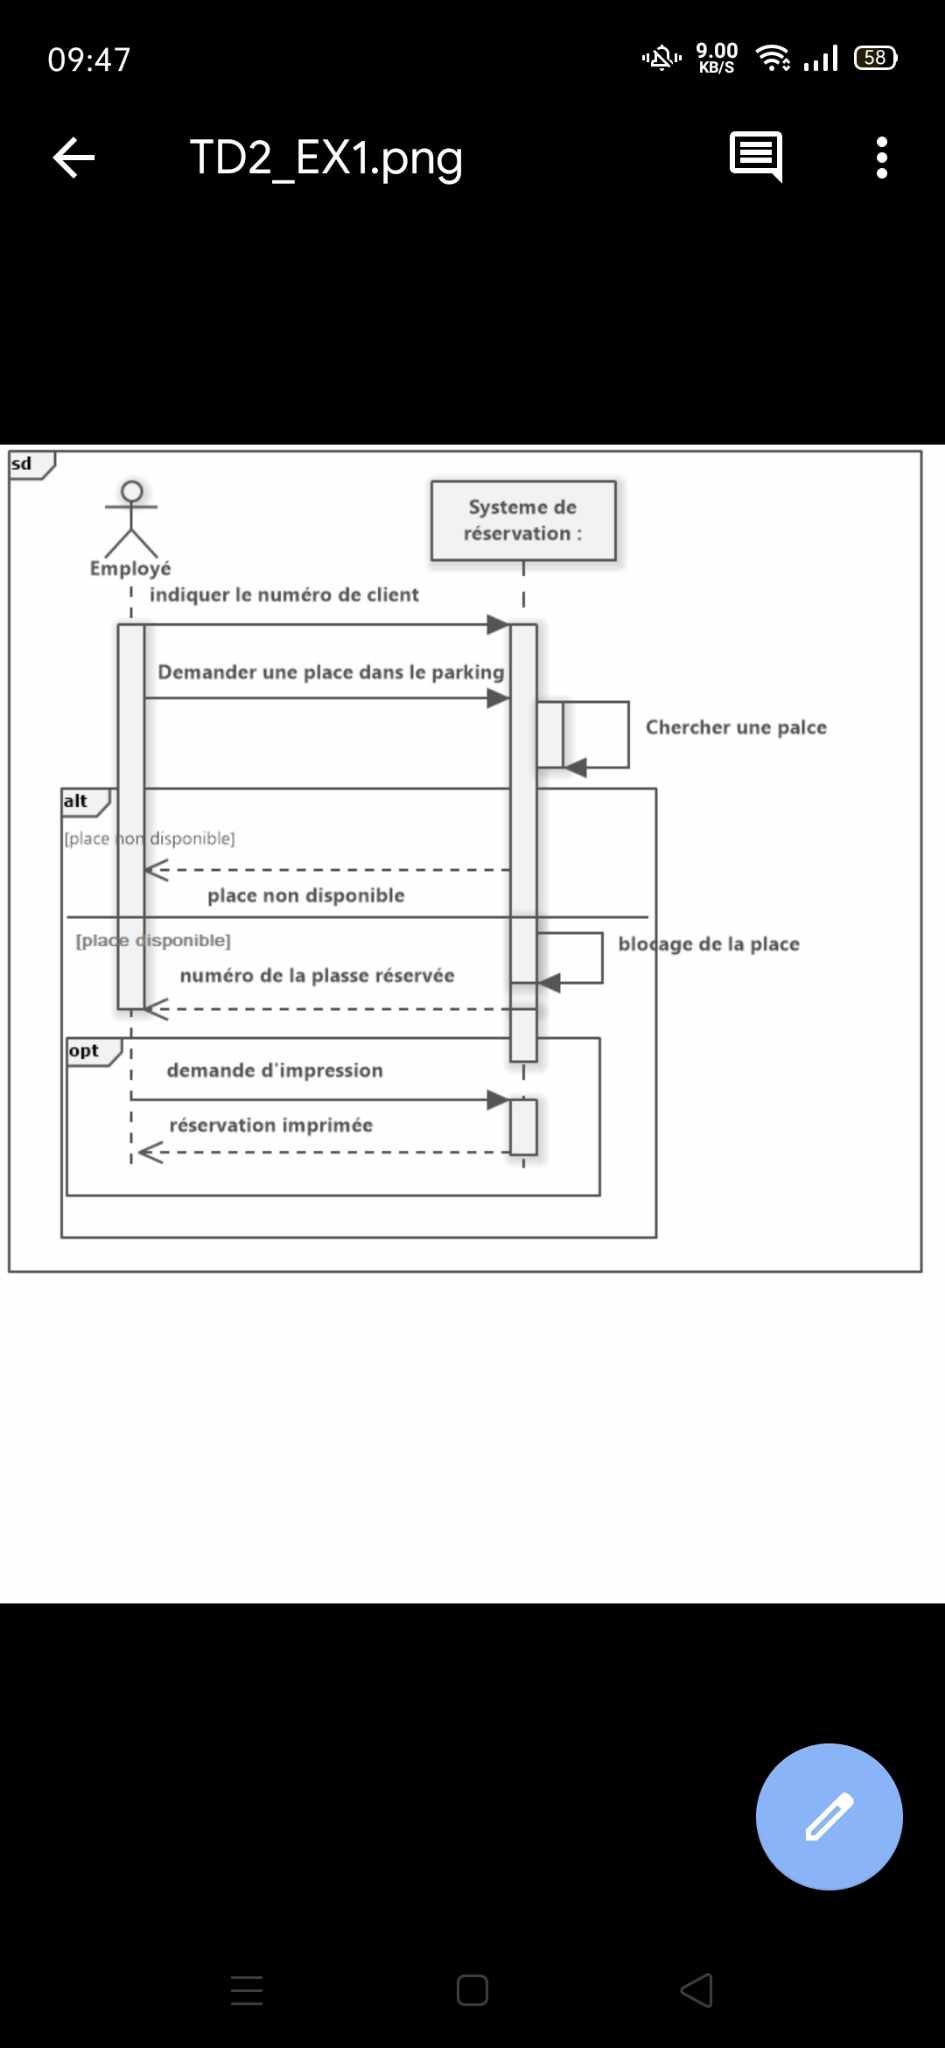 09:47
9.00
KB/S
58
TD2_EX1.png
sd
Systeme de
réservation :
Employé
indiquer le numéro de client
Demander une place dans le parking
Chercher une palce
alt
[place non disponible]
place non disponible
[place disponible]
blocage de la place
numéro de la plasse réservée
opt
demande d'impression
réservation imprimée